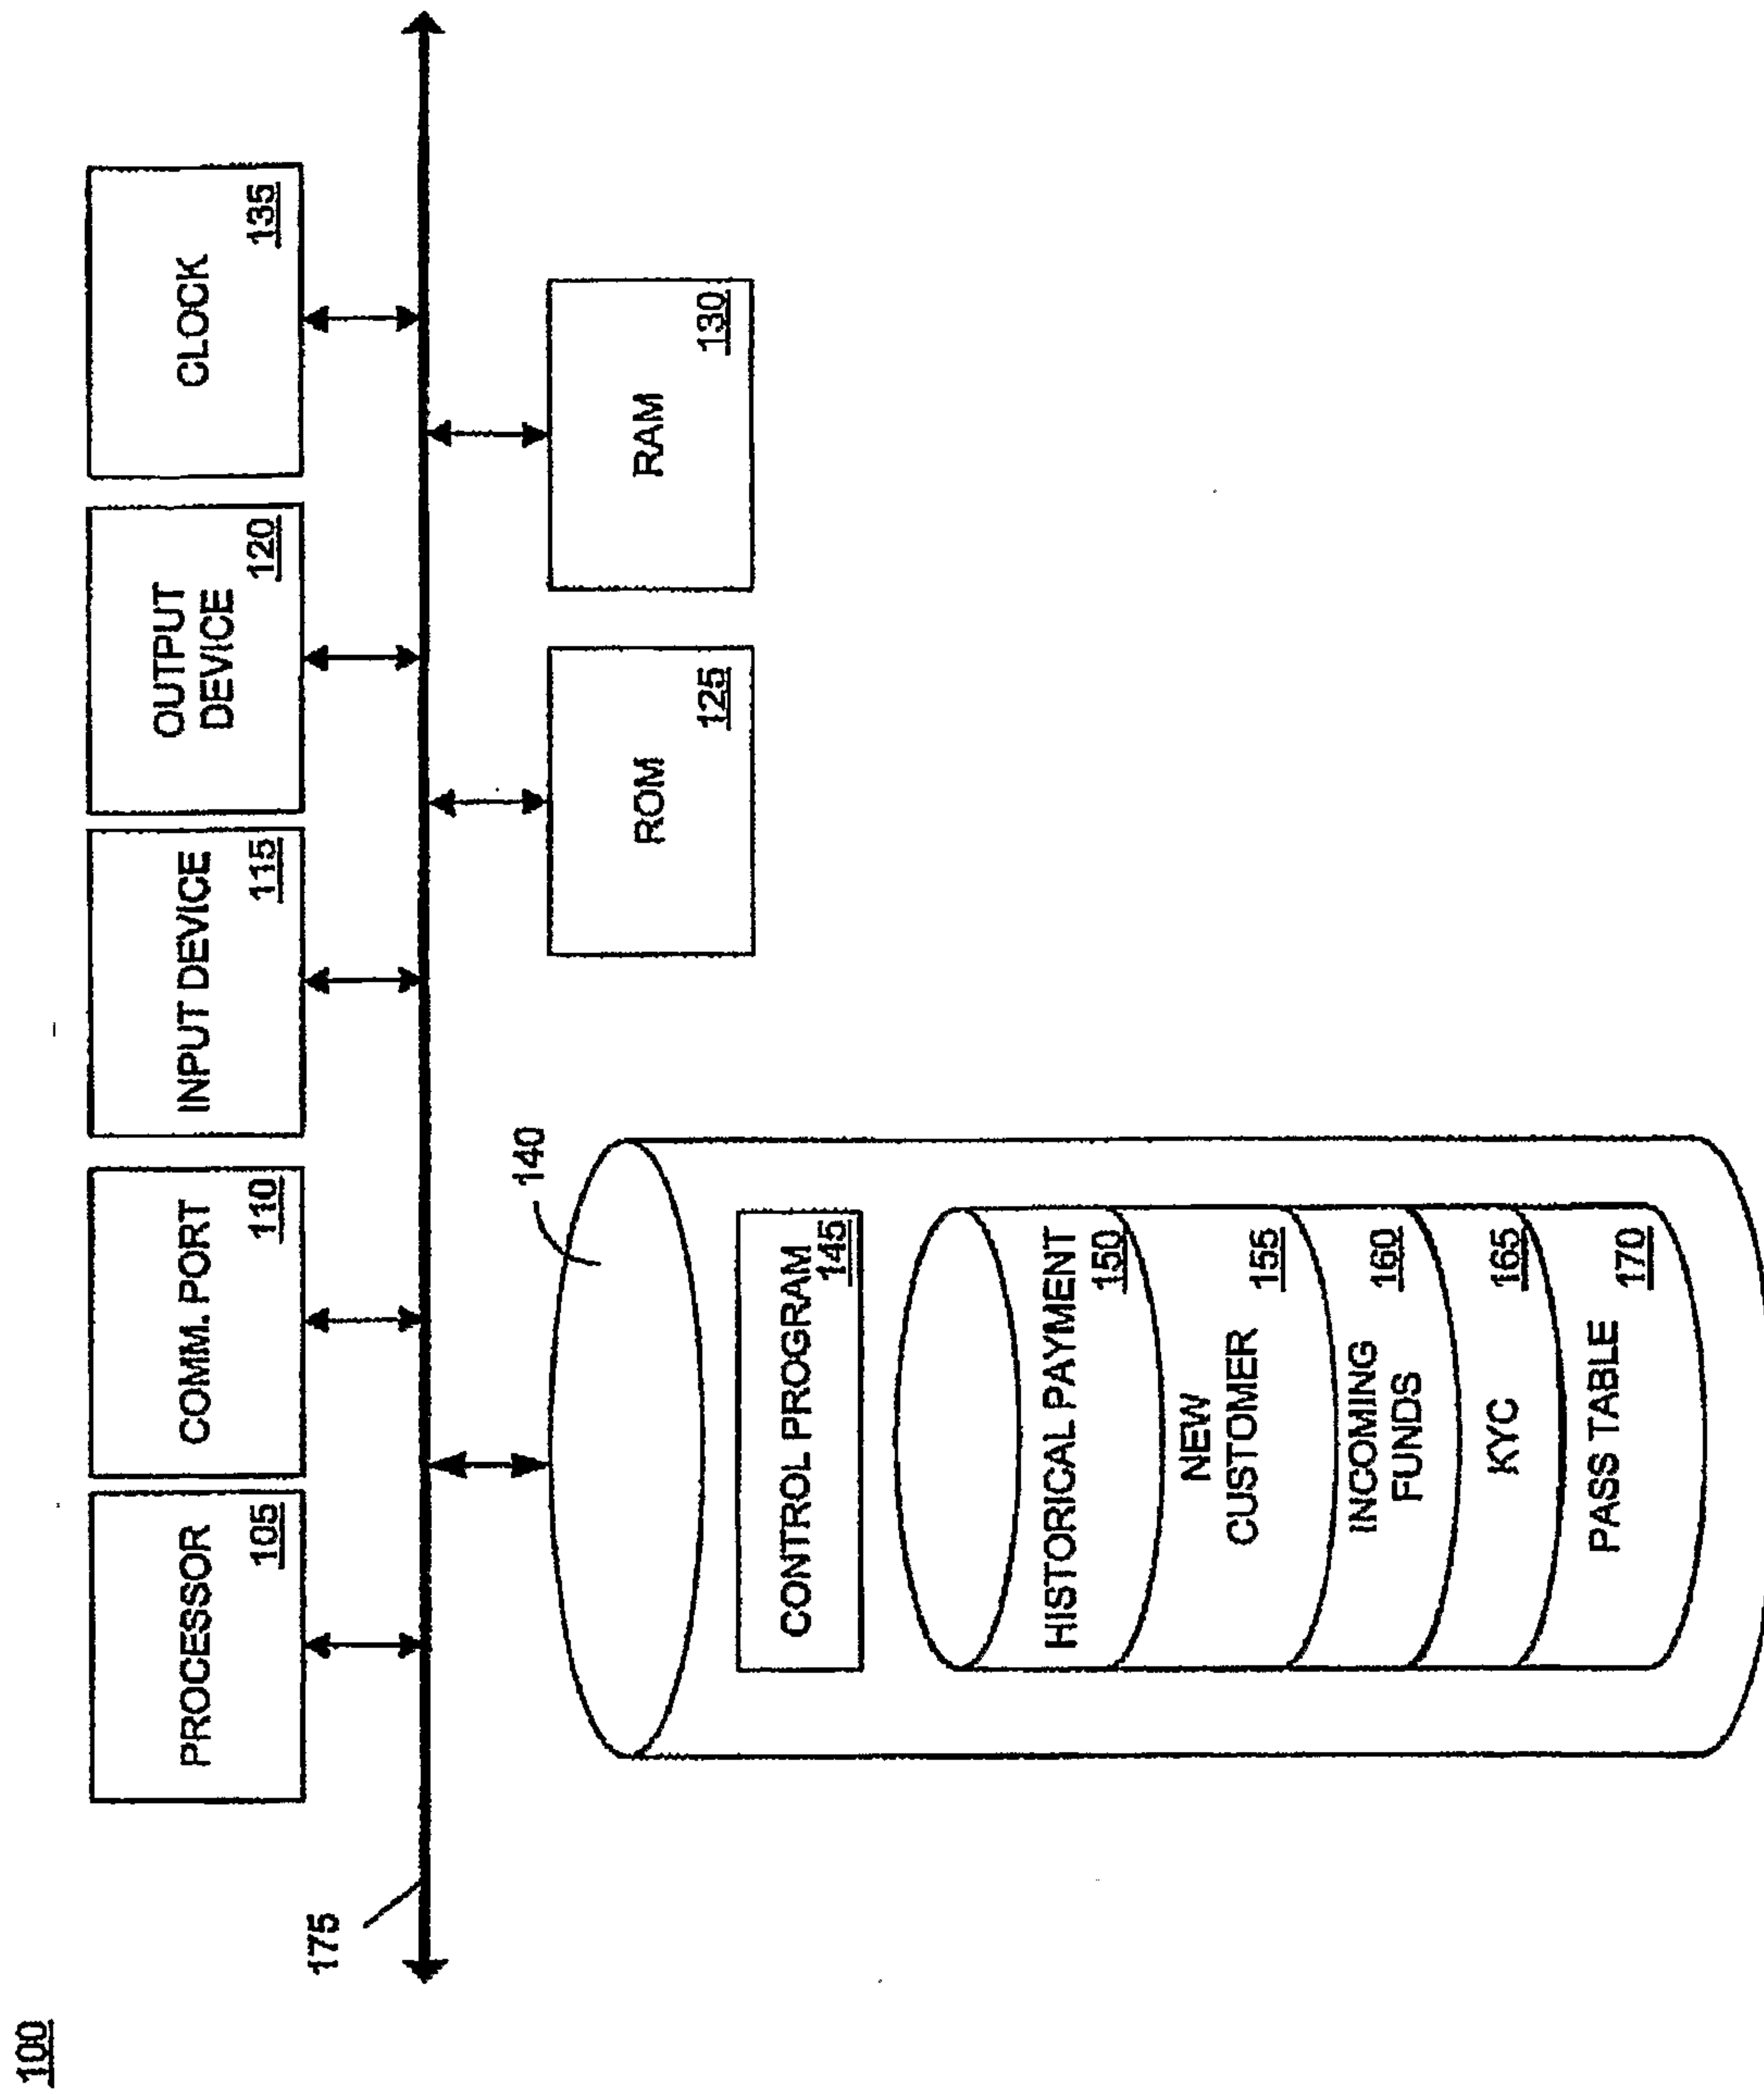 100
PROCESSOR
105
COMM. PORT
110
INPUT DEVICE
115
OUTPUT
DEVICE
120
CLOCK
135
175
140
ROM
125
RAM
130
CONTROL PROGRAM
145
HISTORICAL PAYMENT
150
NEW
CUSTOMER
155
INCOMING
FUNDS
160
KYC
165
PASS TABLE
170